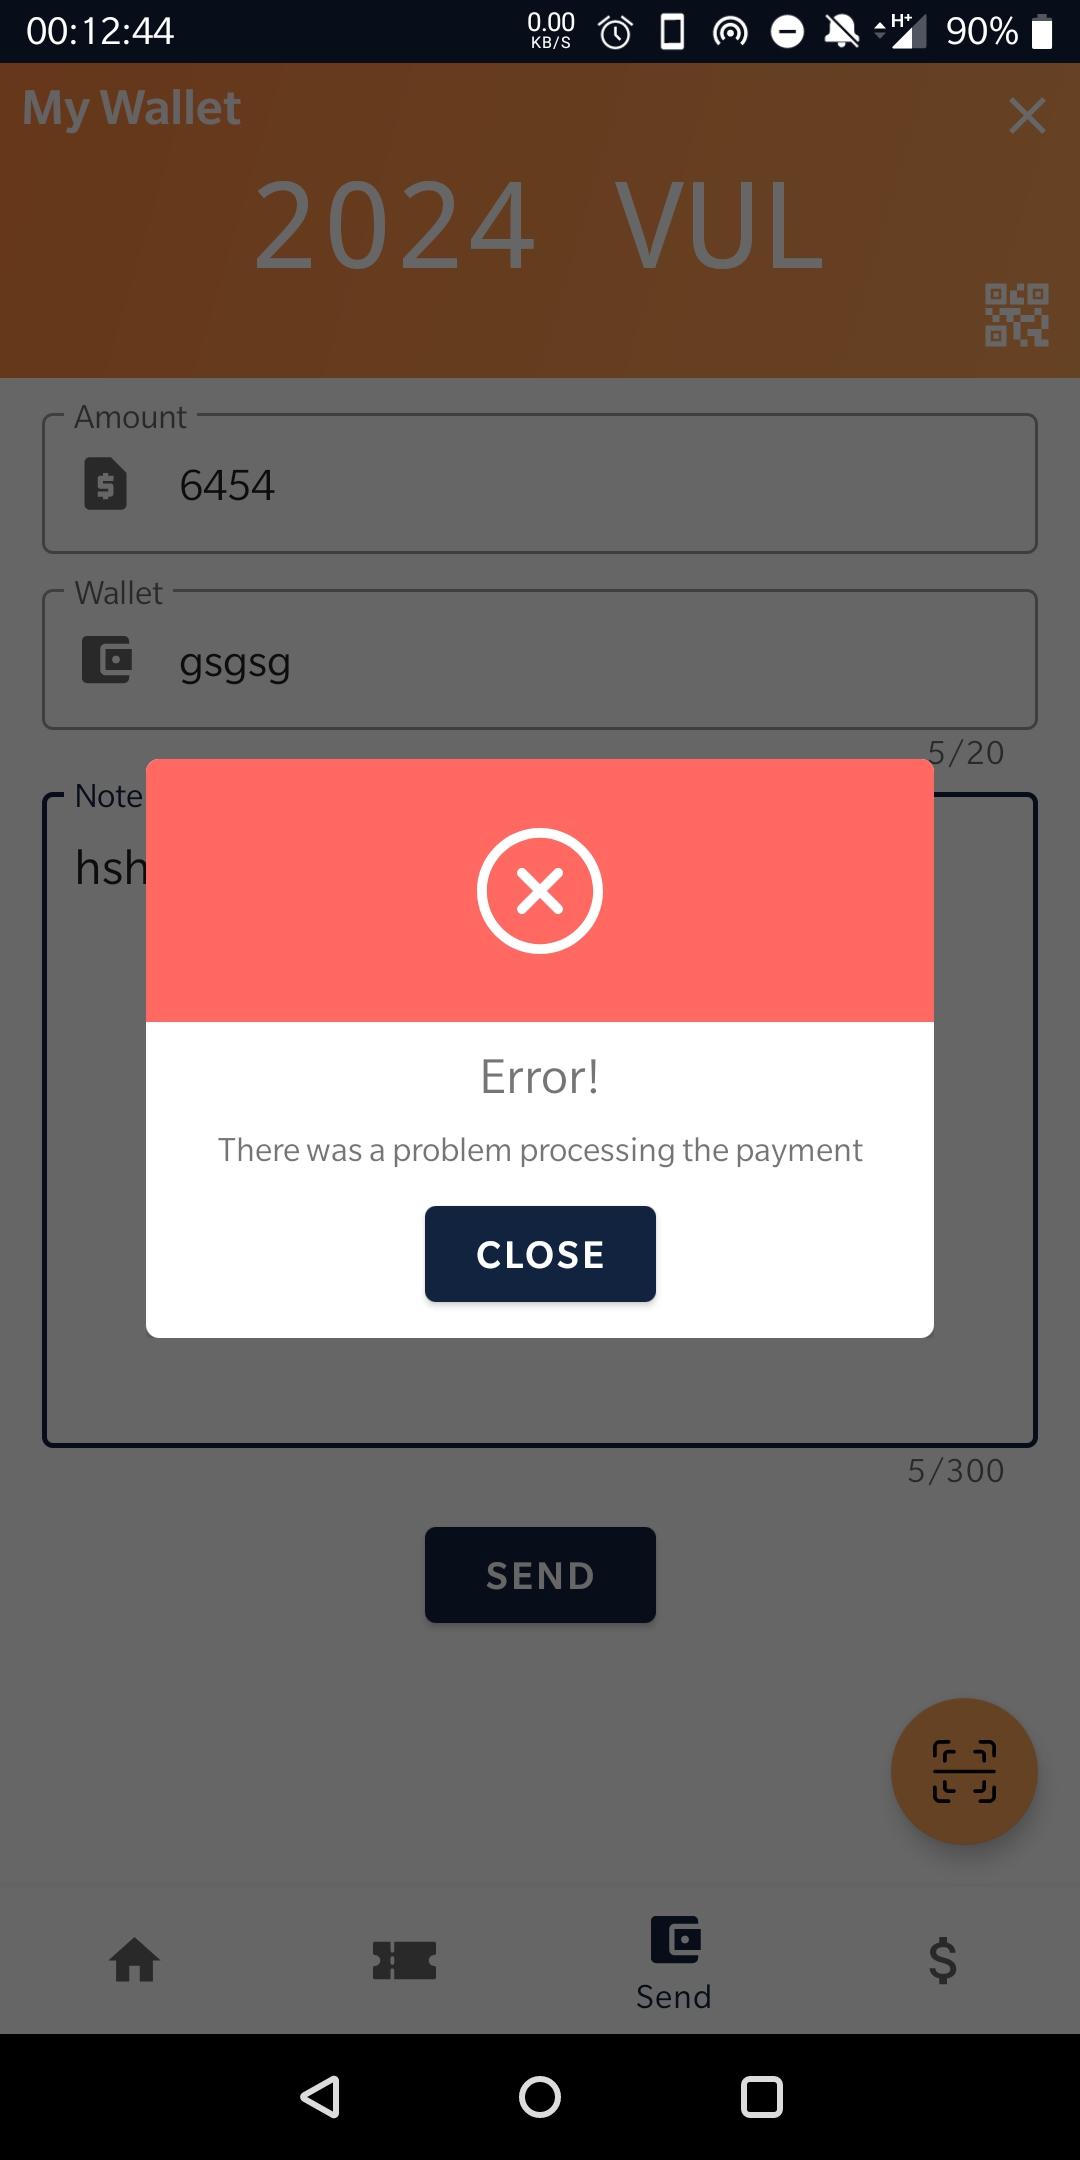 00:12:44
0.00
KB/S
H+
90%
My Wallet
2024 VUL
Amount
6454
Wallet
gsgsg
5/20
Note
hsh
Error!
There was a problem processing the payment
CLOSE
5/300
SEND
Send